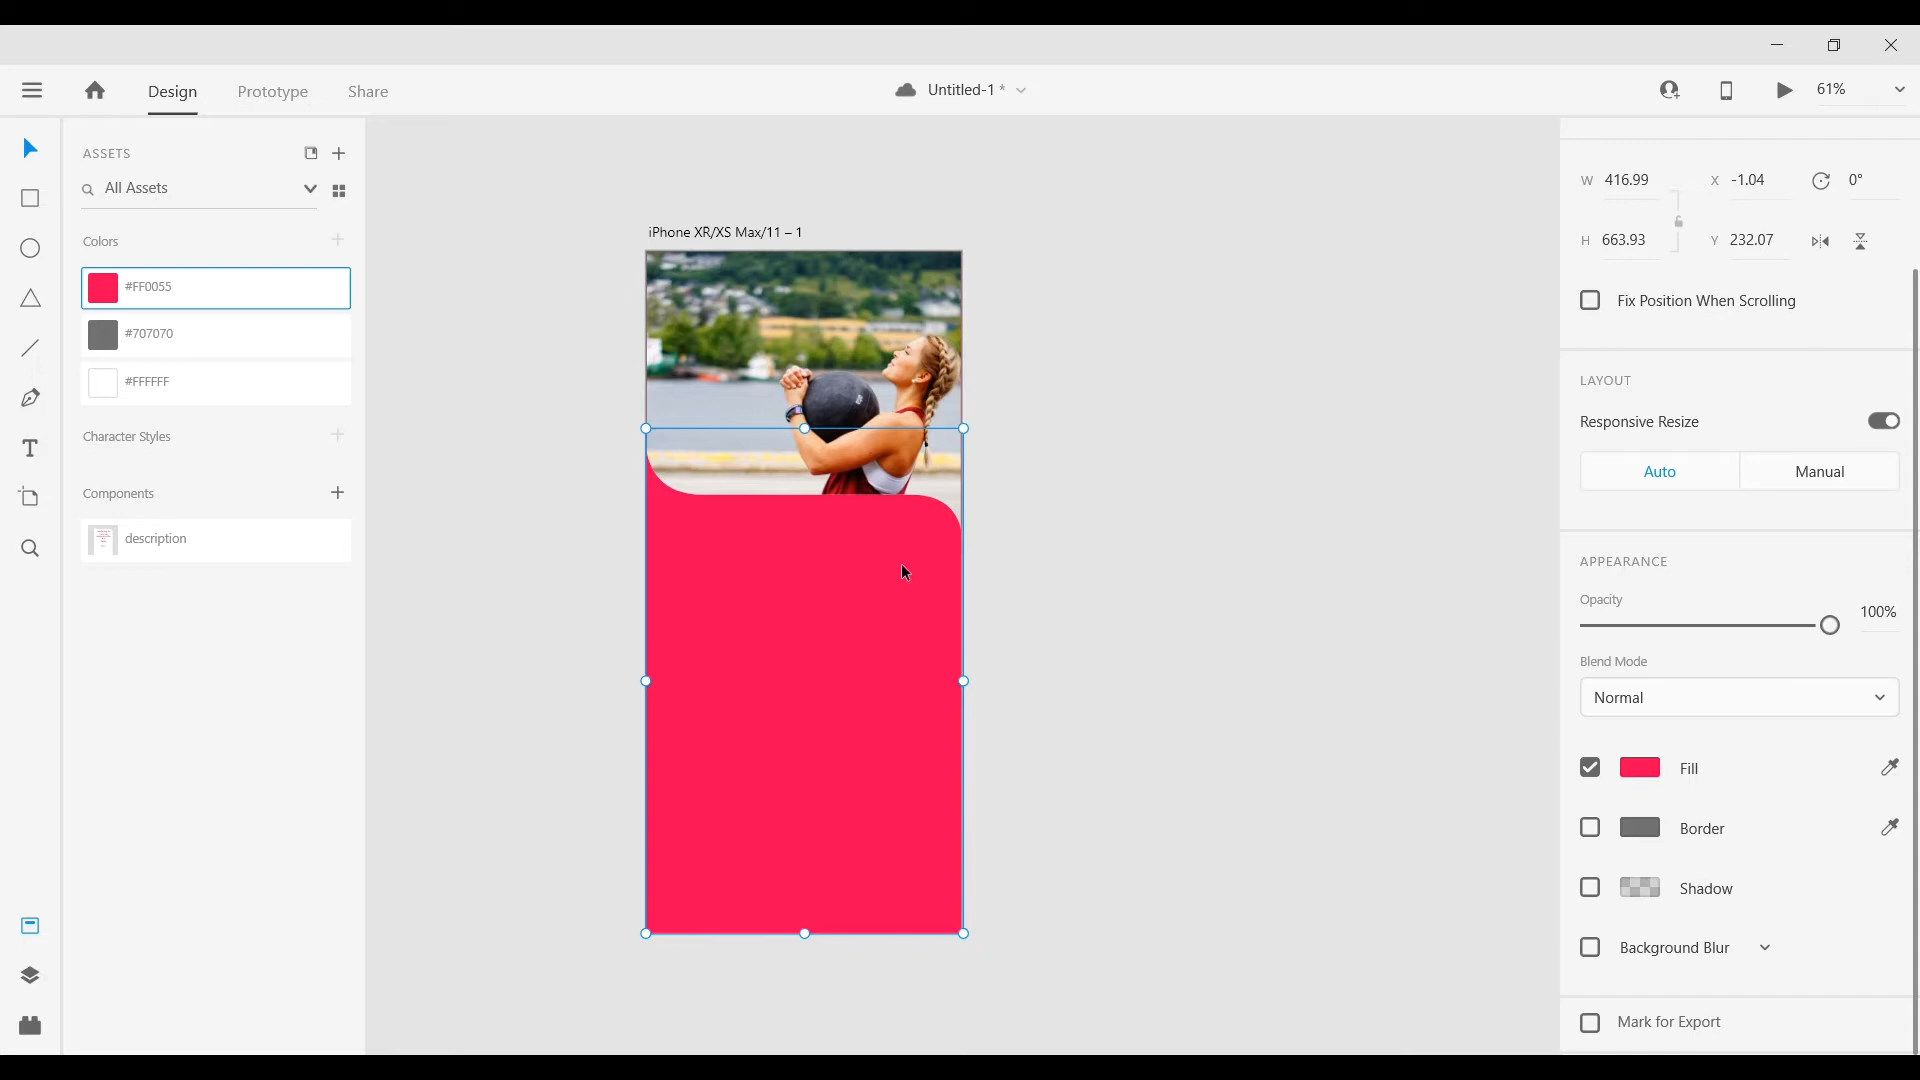 Design
Prototype
Share
Untitled-1 *
61%
ASSETS
All Assets
Colors
#FF0055
#707070
#FFFFFF
Character Styles
Components
description
iPhone XR/XS Max/11 – 1
W 416.99 X -1.04 0°
H 663.93 Y 232.07
Fix Position When Scrolling
LAYOUT
Responsive Resize
Auto Manual
APPEARANCE
Opacity
100%
Blend Mode
Normal
Fill
Border
Shadow
Background Blur
Mark for Export